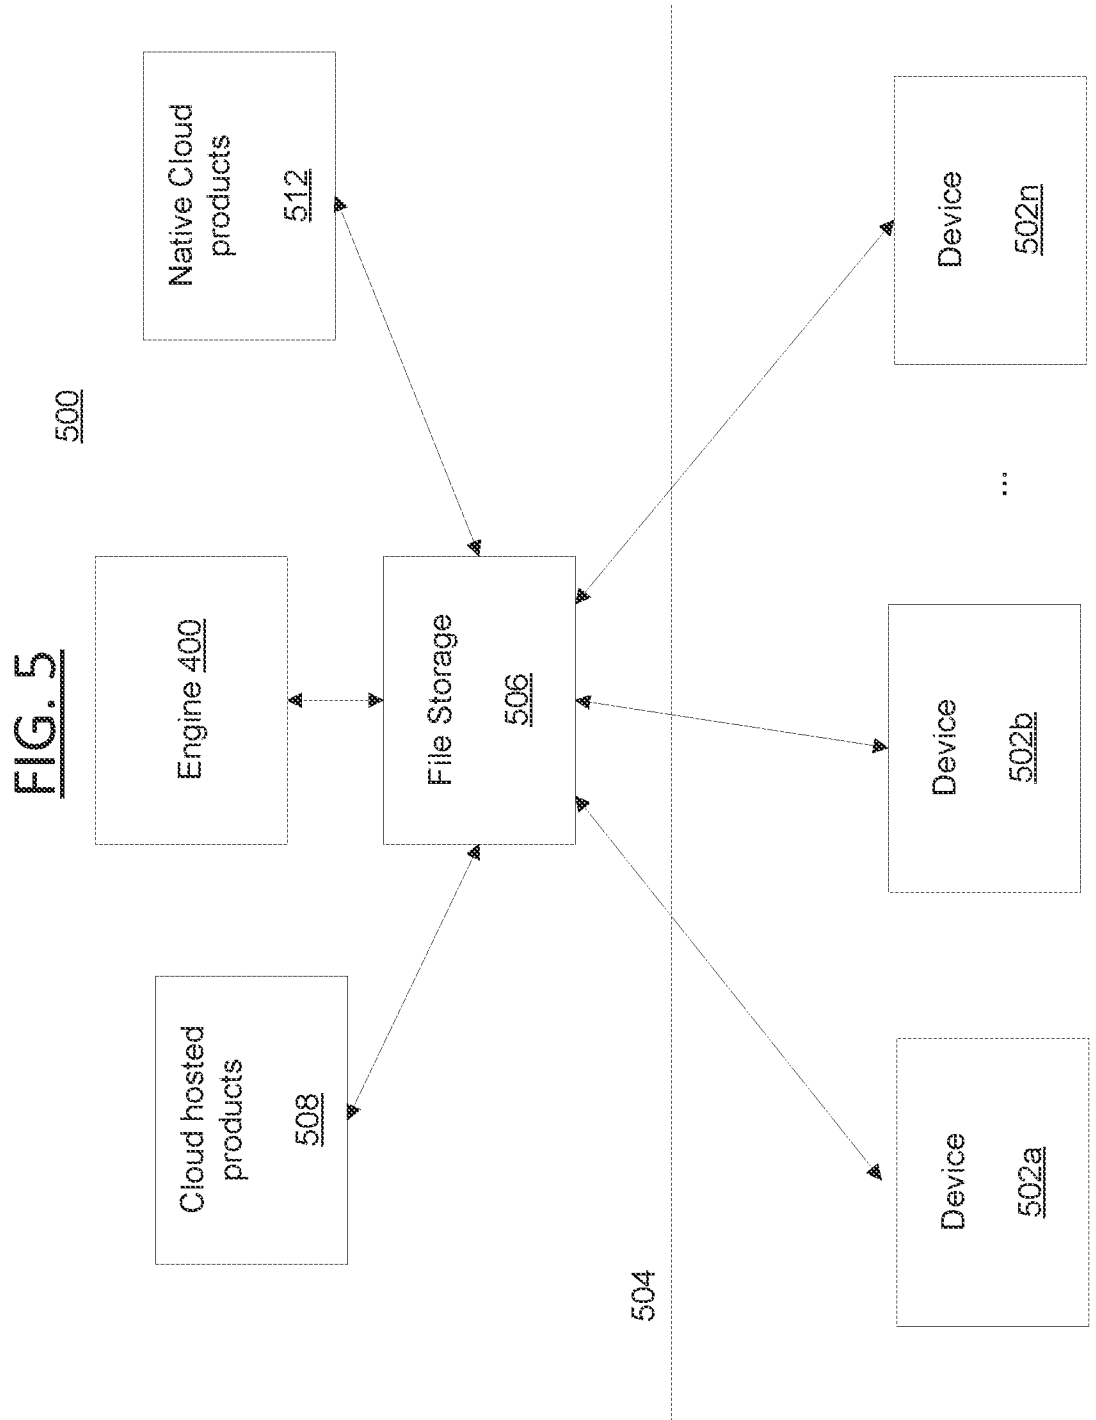 FIG. 5
500
Cloud hosted
products
508
Engine 400
Native Cloud
products
512
File Storage
506
504
Device
502a
Device
502b
...
Device
502n